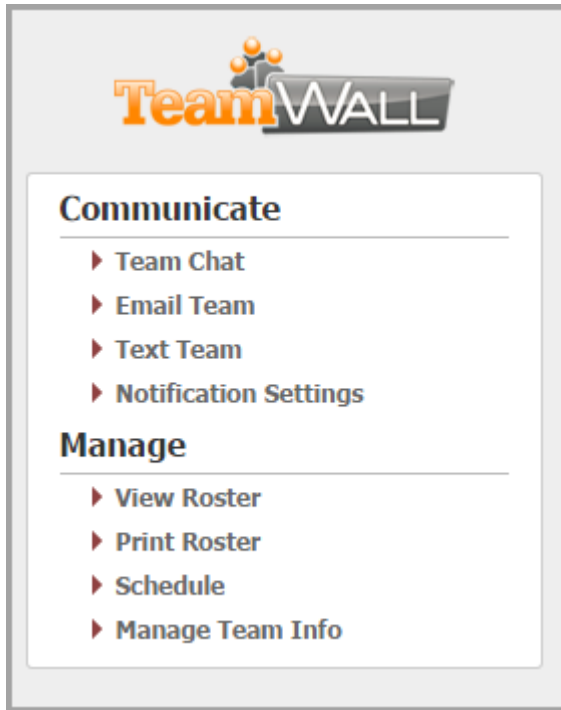 TeamWALL
Communicate
Team Chat
Email Team
Text Team
Notification Settings
Manage
View Roster
Print Roster
Schedule
Manage Team Info